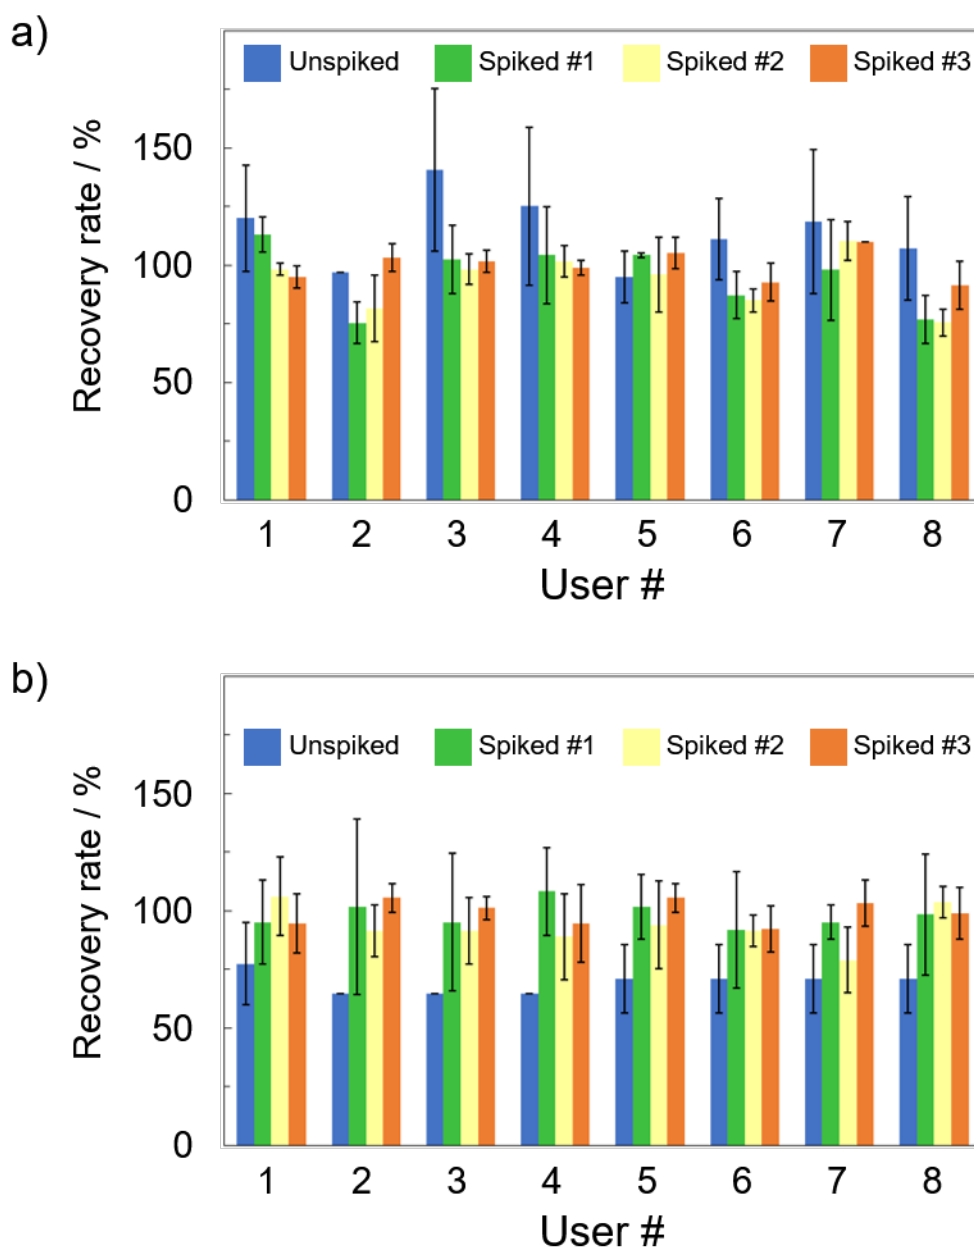 a)
Unspiked Spiked #1 Spiked #2 Spiked #3
Recovery rate / %
150
100
50
0
1 2 3 4 5 6 7 8
User #
b)
Unspiked Spiked #1 Spiked #2 Spiked #3
Recovery rate / %
150
100
50
0
1 2 3 4 5 6 7 8
User #